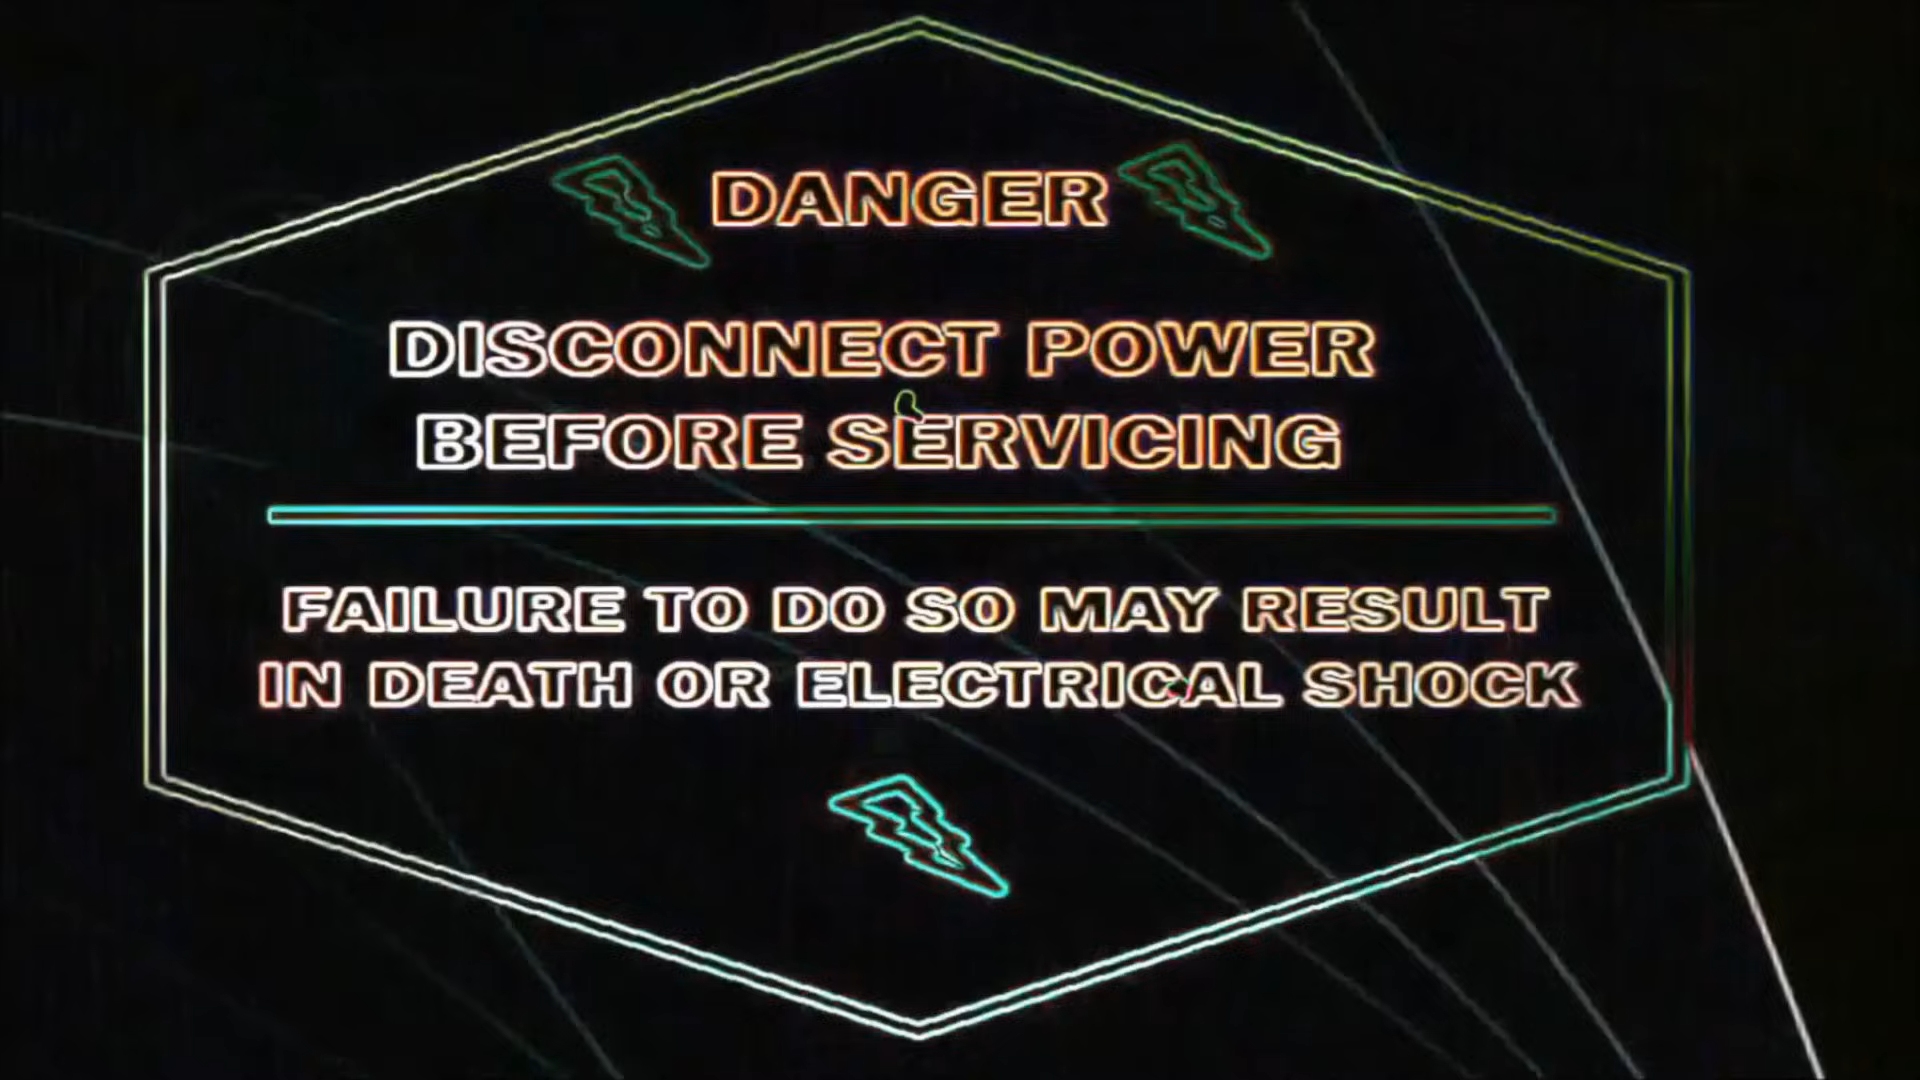 DANGER
DISCONNECT POWER
BEFORE SERVICING
FAILURE TO DO SO MAY RESULT
IN DEATH OR ELECTRICAL SHOCK